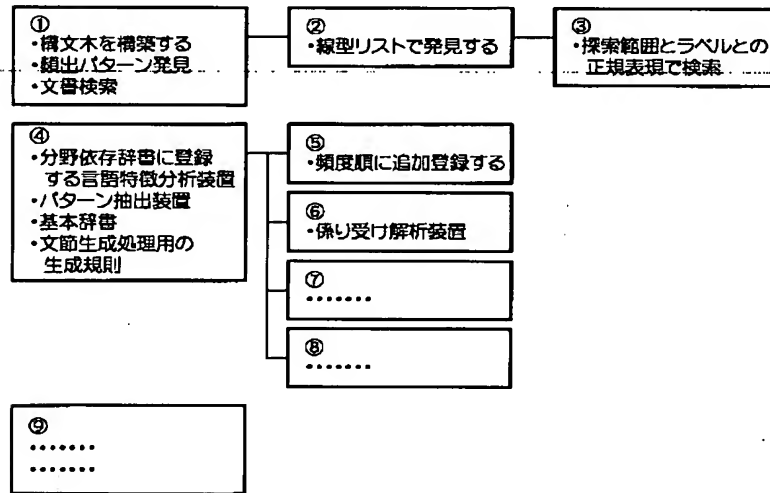 ①
・構文木を構築する
・頻出パターン発見
・文書検索
②
・線型リストで発見する
③
・探索範囲とラベルとの
正規表現で検索
④
・分野依存辞書に登録
する言語特徴分析装置
・パターン抽出装置
・基本辞書
・文節生成処理用の
生成規則
⑤
・頻度順に追加登録する
⑥
・係り受け解析装置
⑦
・・・・・・・
⑧
・・・・・・・
⑨
・・・・・・・
・・・・・・・